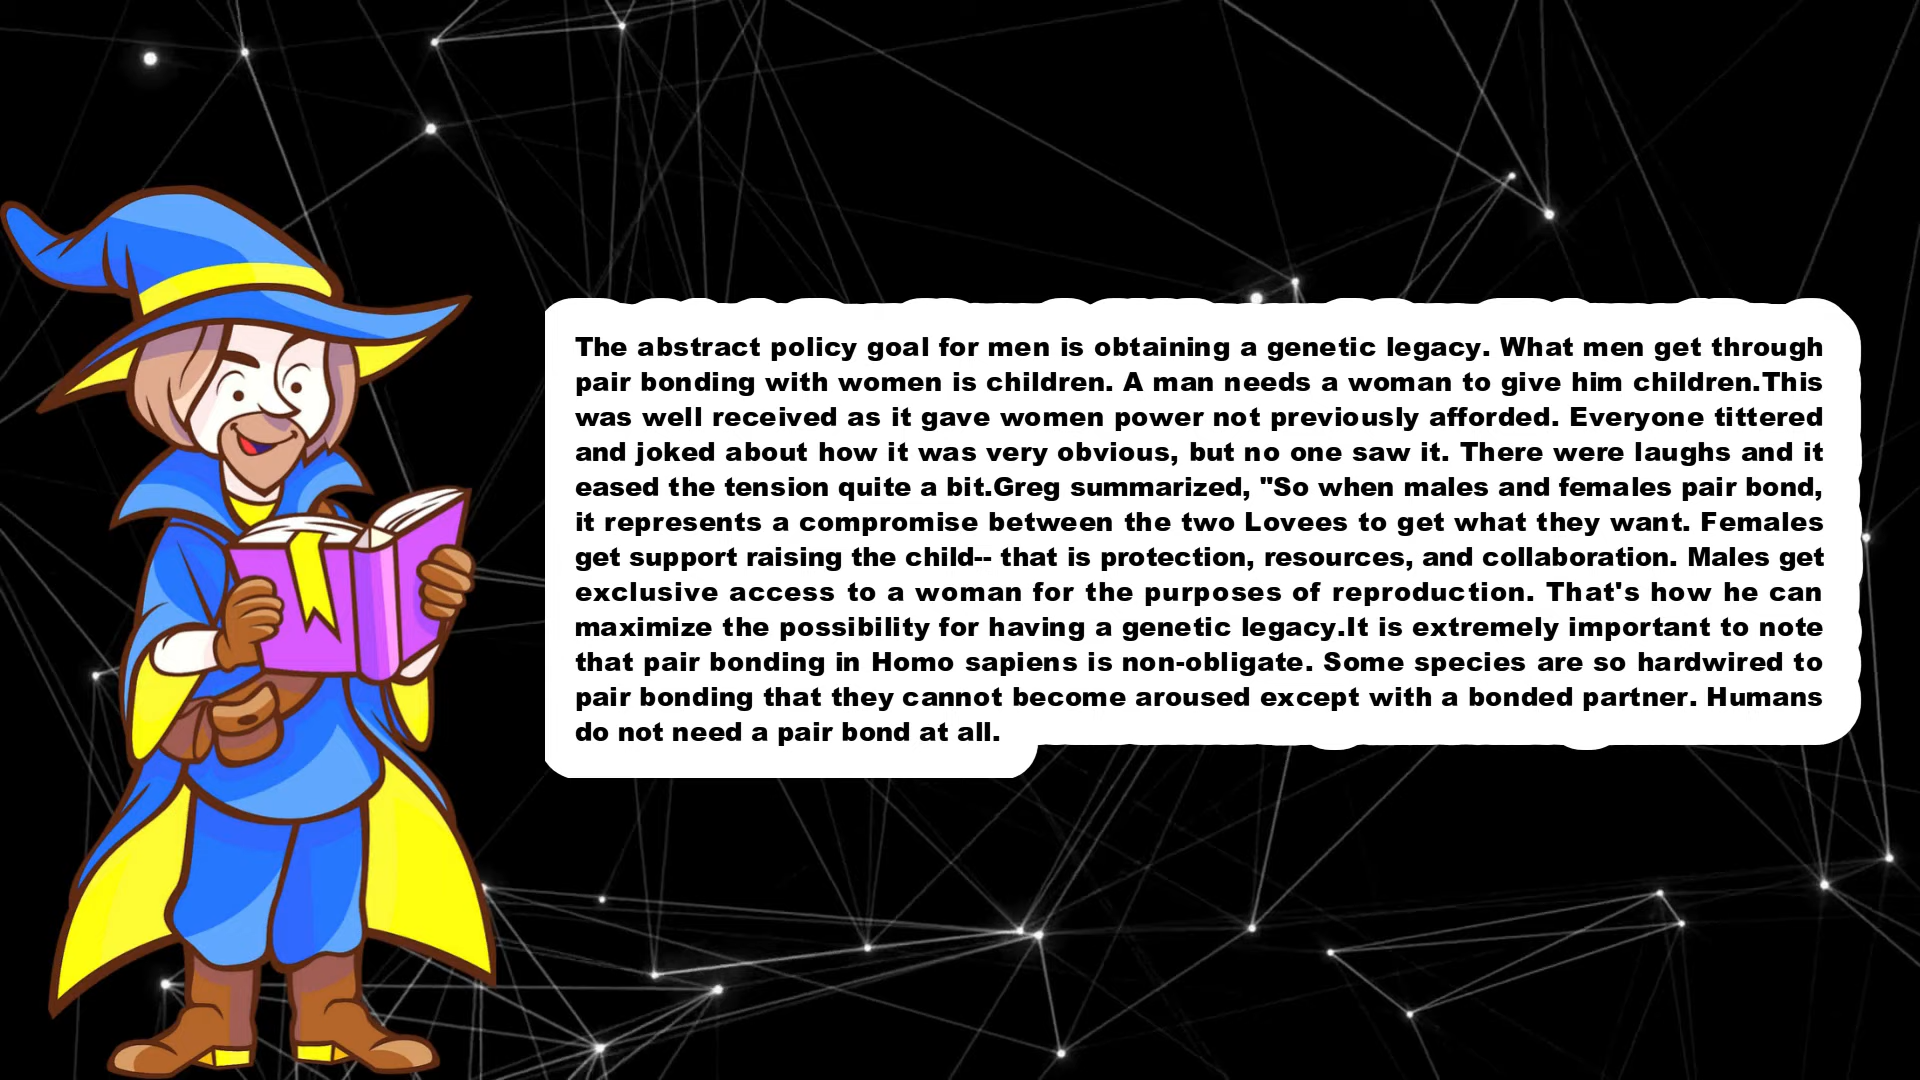 The abstract policy goal for men is obtaining a genetic legacy. What men get through
pair bonding with women is children. A man needs a woman to give him children.This
was well received as it gave women power not previously afforded. Everyone tittered
and joked about how it was very obvious, but no one saw it. There were laughs and it
eased the tension quite a bit.Greg summarized, "So when males and females pair bond,
it represents a compromise between the two Lovees to get what they want. Females
get support raising the child-- that is protection, resources, and collaboration. Males get
exclusive access to a woman for the purposes of reproduction. That's how he can
maximize the possibility for having a genetic legacy.It is extremely important to note
that pair bonding in Homo sapiens is non-obligate. Some species are so hardwired to
pair bonding that they cannot become aroused except with a bonded partner. Humans
do not need a pair bond at all.